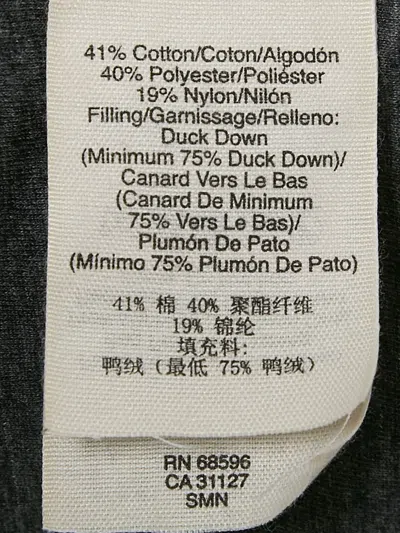 41% Cotton/Coton/Algodón
40% Polyester/Poliéster
19% Nylon/Nilón
Filling/Garnissage/Relleno:
Duck Down
(Minimum 75% Duck Down)/
Canard Vers Le Bas
(Canard De Minimum
75% Vers Le Bas)/
Plumón De Pato
(Mínimo 75% Plumón De Pato)
41% 棉 40% 聚酯纤维
19% 锦纶
填充料:
鸭绒（最低 75% 鸭绒）
RN 68596
CA 31127
SMN